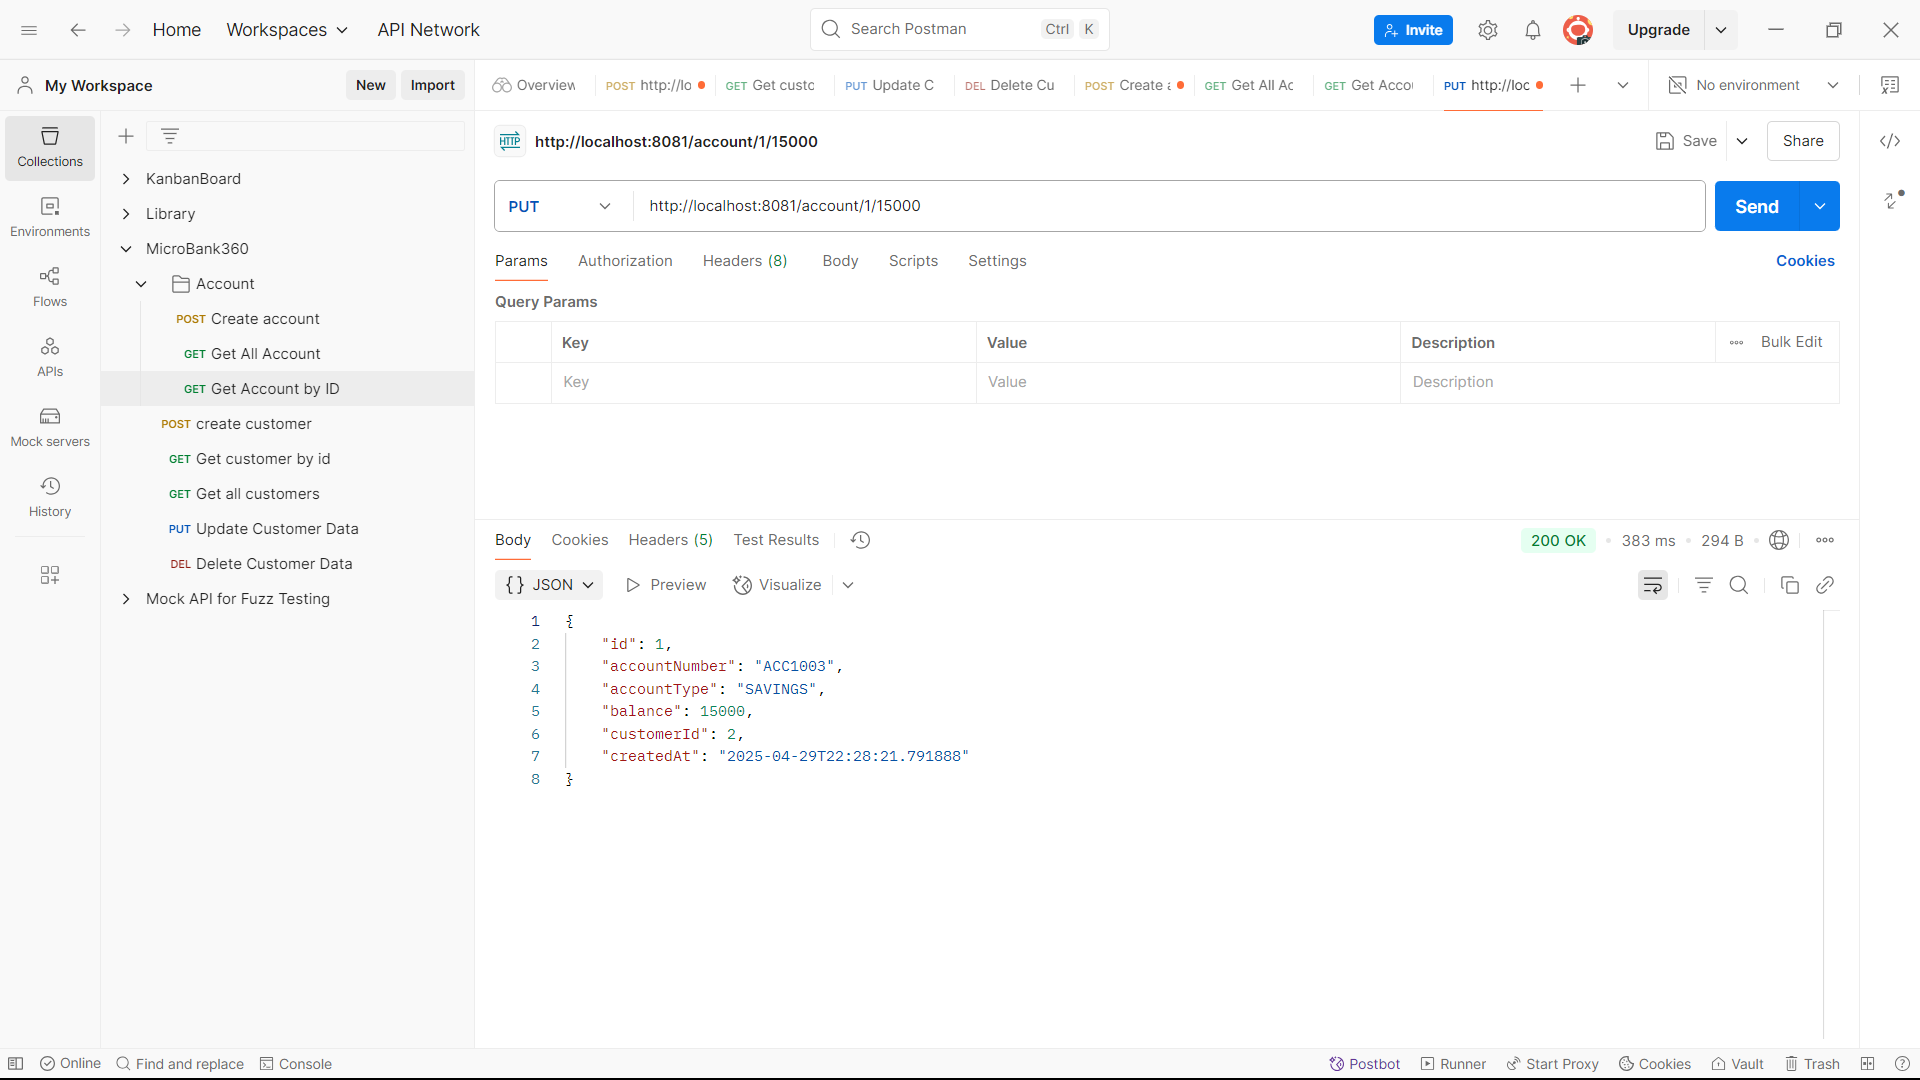 Home Workspaces API Network Search Postman Ctrl K Invite Upgrade
My Workspace New Import
Overview POST http://lo GET Get custo PUT Update C DEL Delete Cu POST Create a GET Get All Ac GET Get Accou PUT http://loc No environment
Collections
Environments
Flows
APIs
Mock servers
History
KanbanBoard
Library
MicroBank360
Account
POST Create account
GET Get All Account
GET Get Account by ID
POST create customer
GET Get customer by id
GET Get all customers
PUT Update Customer Data
DEL Delete Customer Data
Mock API for Fuzz Testing
HTTP http://localhost:8081/account/1/15000 Save Share
PUT http://localhost:8081/account/1/15000 Send
Params Authorization Headers (8) Body Scripts Settings Cookies
Query Params
Key Value Description Bulk Edit
Key Value Description
Body Cookies Headers (5) Test Results 200 OK 383 ms 294 B
{} JSON Preview Visualize
1 {
2 "id": 1,
3 "accountNumber": "ACC1003",
4 "accountType": "SAVINGS",
5 "balance": 15000,
6 "customerId": 2,
7 "createdAt": "2025-04-29T22:28:21.791888"
8 }
Online Find and replace Console Postbot Runner Start Proxy Cookies Vault Trash